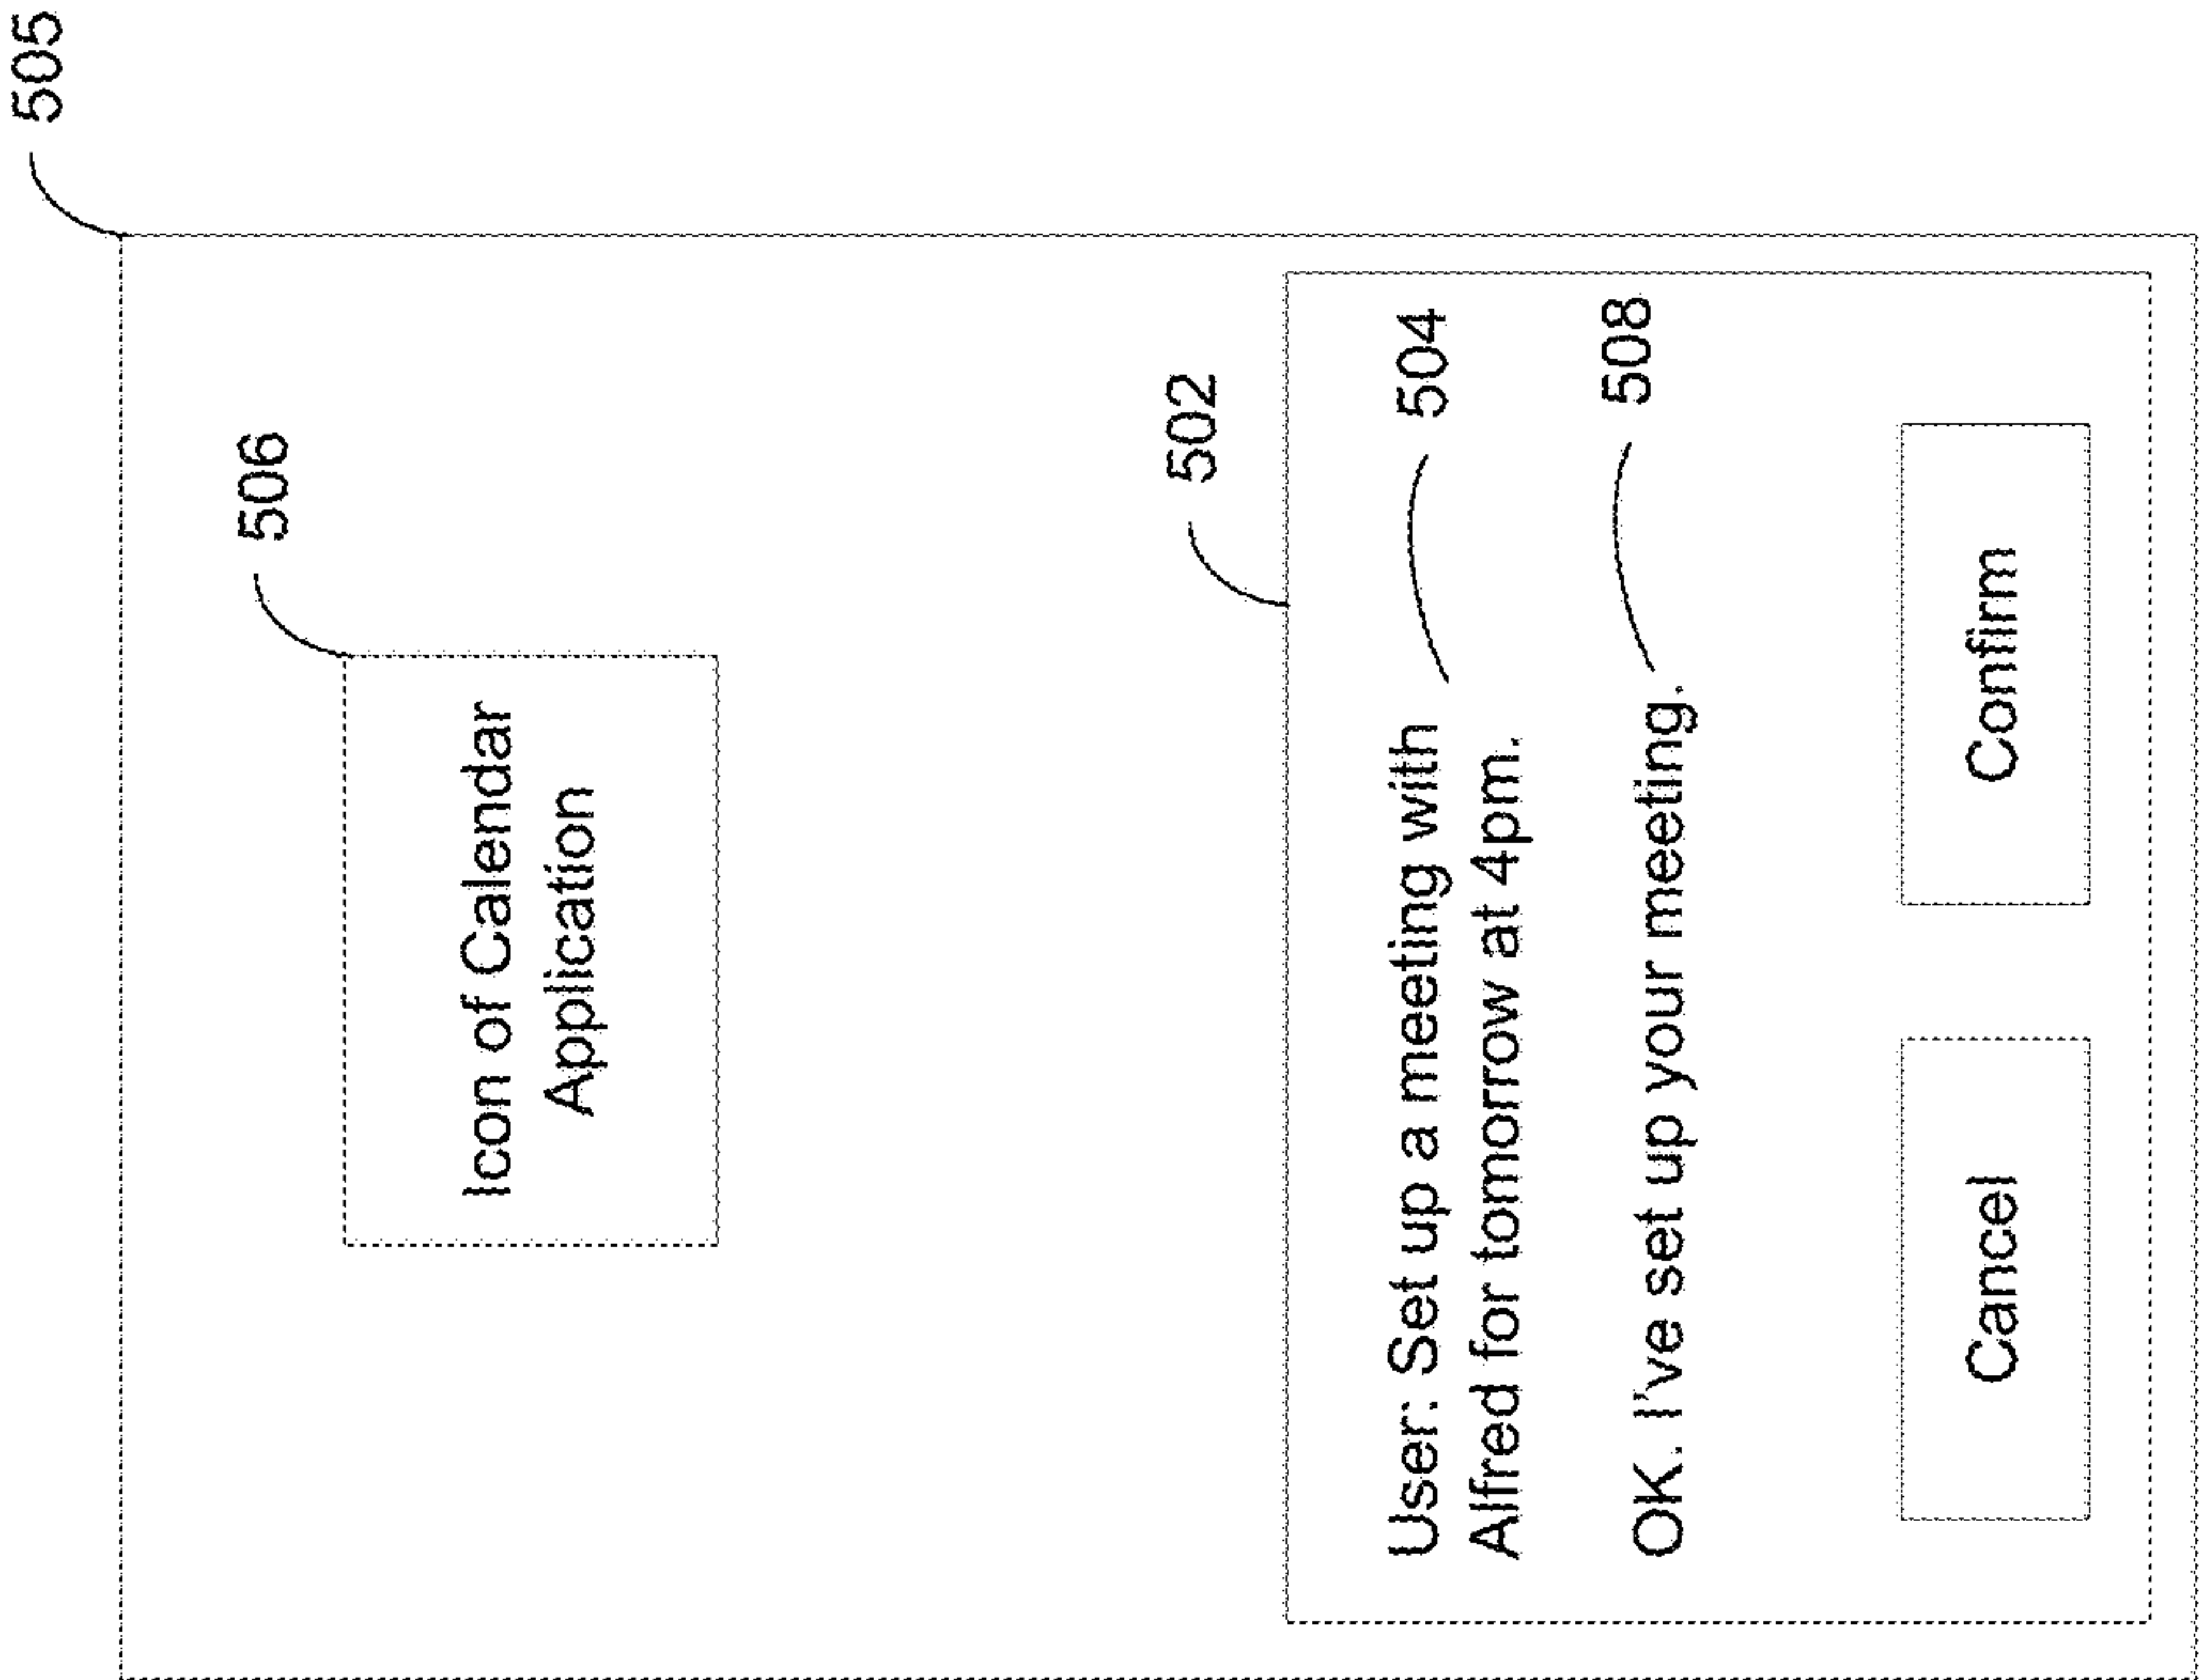 505
506
Icon of Calendar
Application
502
User: Set up a meeting with
Alfred for tomorrow at 4pm.
504
OK. I've set up your meeting.
508
Cancel
Confirm